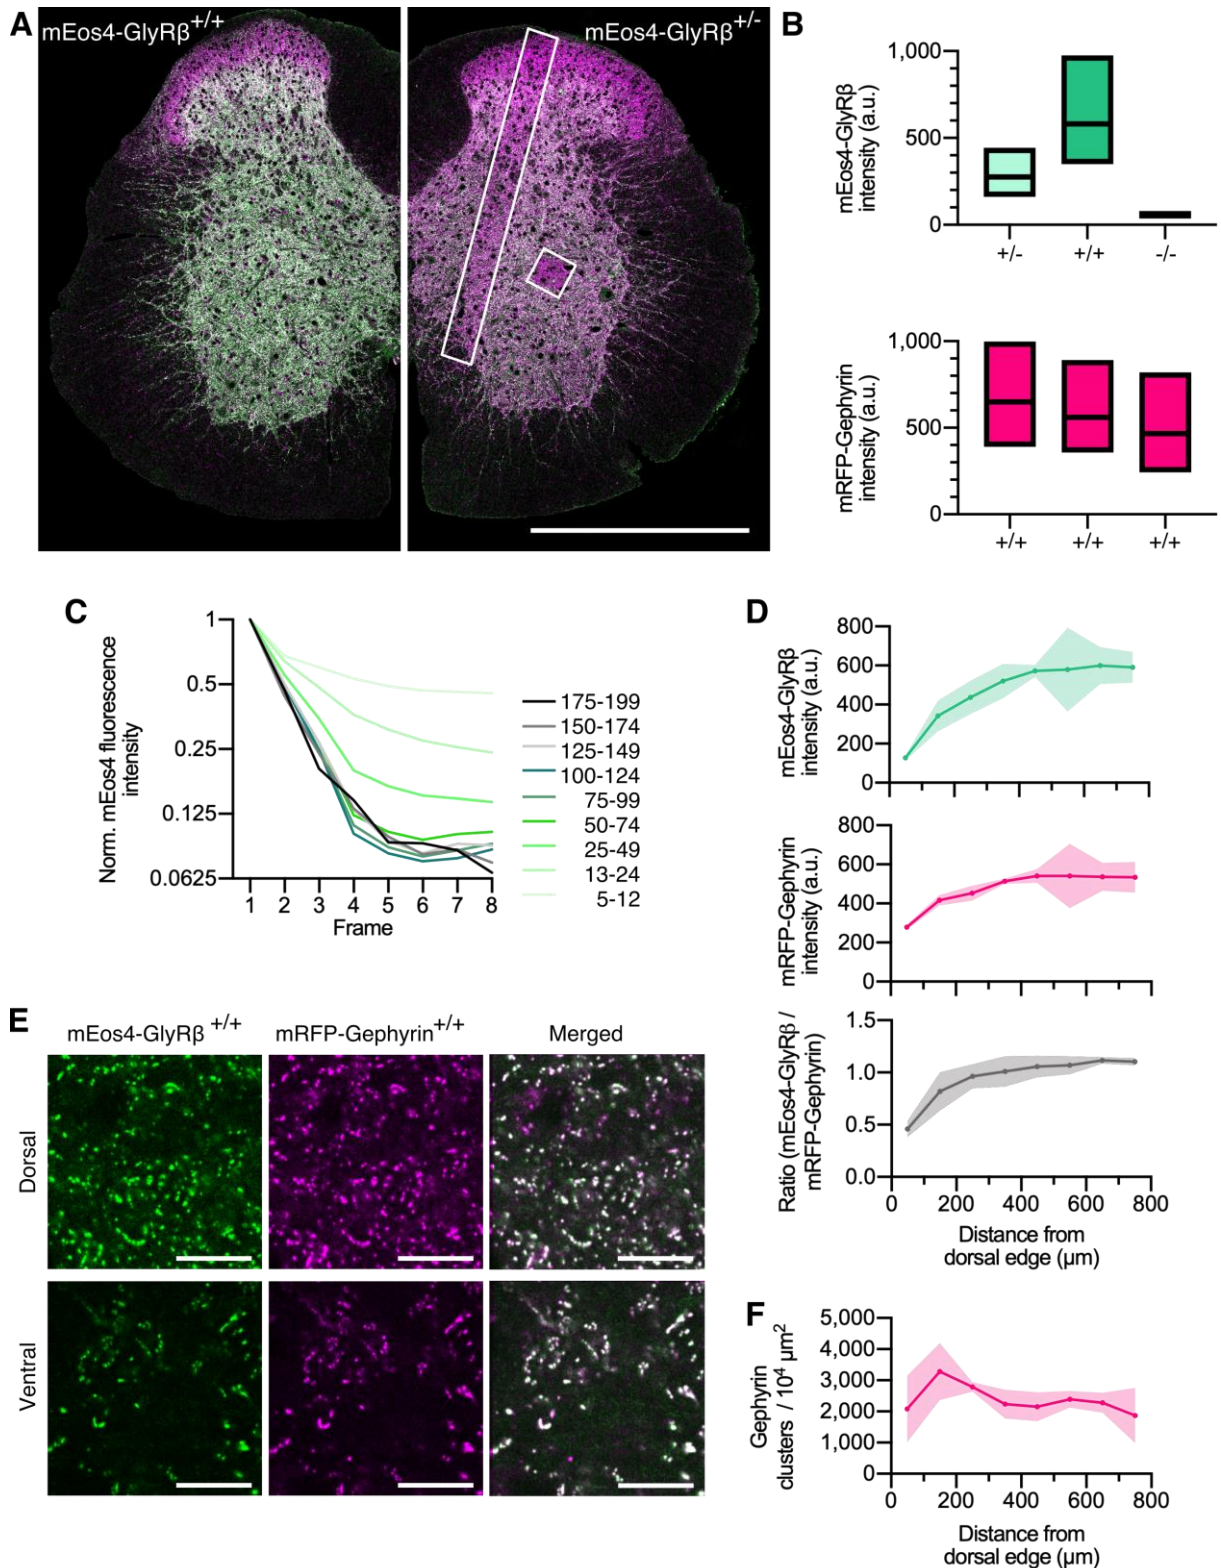 A
mEos4-GlyRβ+/+
mEos4-GlyRβ+/-
B
mEos4-GlyRβ
intensity (a.u.)
1,000
500
0
+/-
+/+
-/-
mRFP-Gephyrin
intensity (a.u.)
1,000
500
0
+/+
+/+
+/+
C
Norm. mEos4 fluorescence
intensity
1
0.5
0.25
0.125
0.0625
1 2 3 4 5 6 7 8
Frame
175-199
150-174
125-149
100-124
75-99
50-74
25-49
13-24
5-12
D
mEos4-GlyRβ
intensity (a.u.)
800
600
400
200
0
mRFP-Gephyrin
intensity (a.u.)
800
600
400
200
0
Ratio (mEos4-GlyRβ /
mRFP-Gephyrin)
1.5
1.0
0.5
0.0
0 200 400 600 800
Distance from
dorsal edge (µm)
E
mEos4-GlyRβ +/+
mRFP-Gephyrin+/+
Merged
Dorsal
Ventral
F
Gephyrin
clusters / 10⁴ µm²
5,000
4,000
3,000
2,000
1,000
0
0 200 400 600 800
Distance from
dorsal edge (µm)